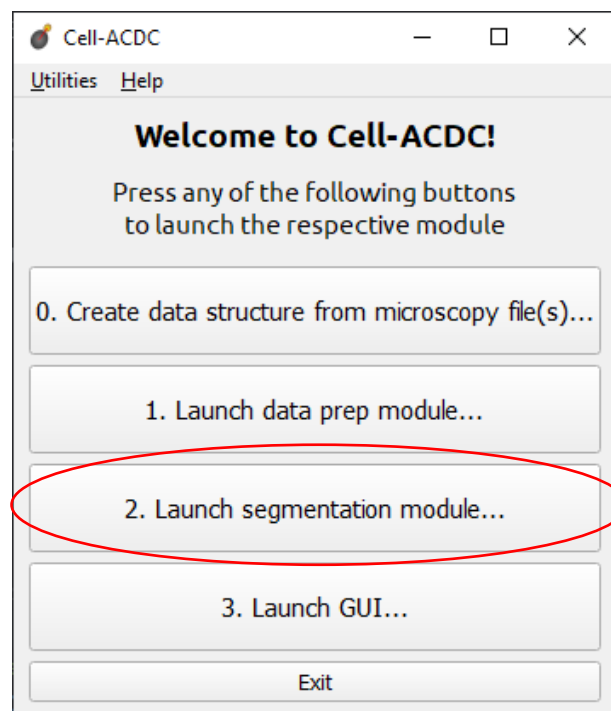 Cell-ACDC
Utilities Help
Welcome to Cell-ACDC!
Press any of the following buttons
to launch the respective module
0. Create data structure from microscopy file(s)...
1. Launch data prep module...
2. Launch segmentation module...
3. Launch GUI...
Exit